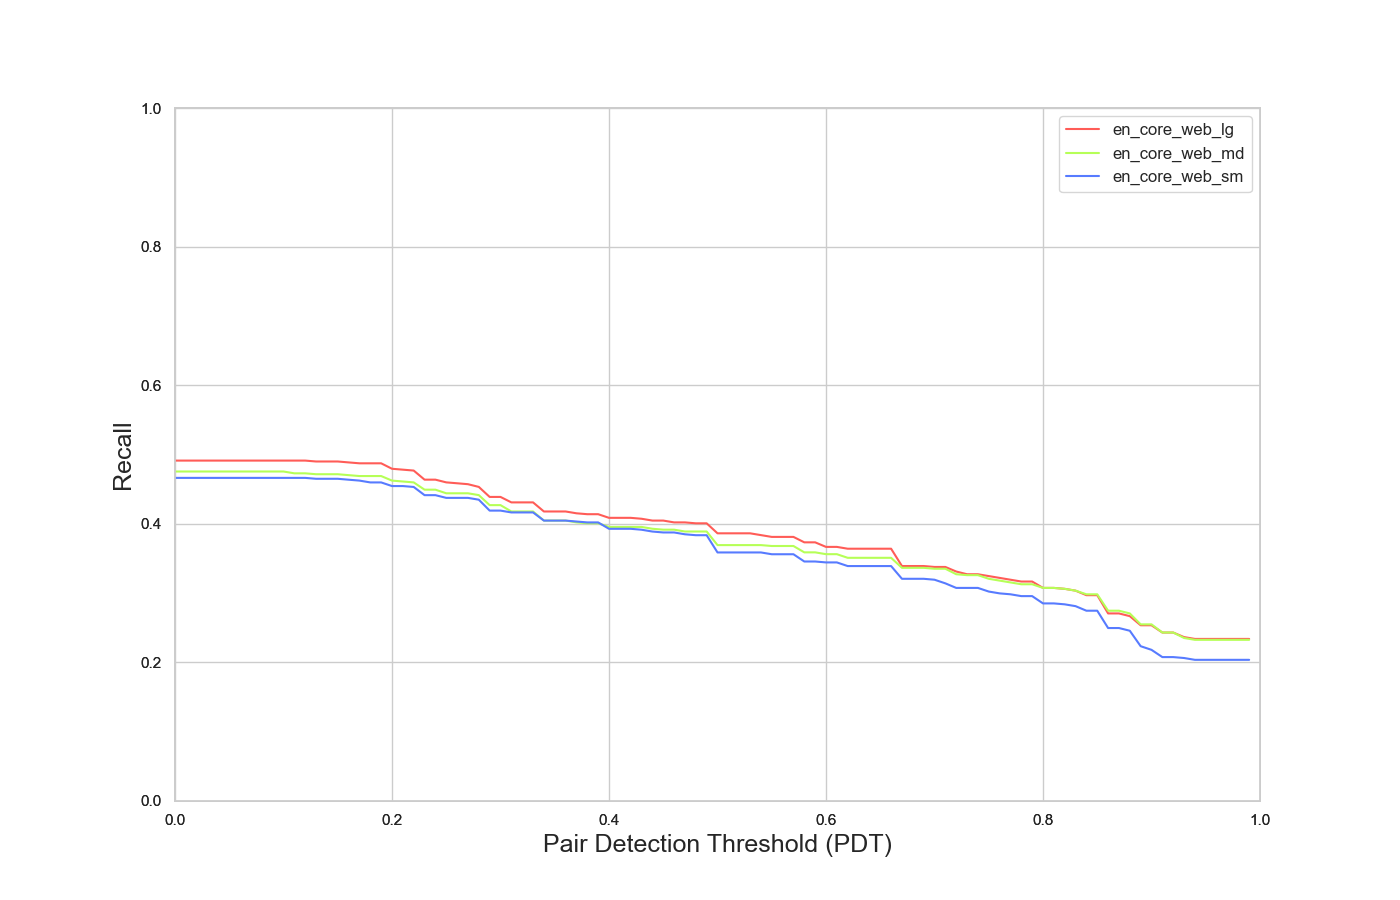 1.0
0.8
0.6
0.4
0.2
0.0
Recall
0.0 0.2 0.4 0.6 0.8 1.0
Pair Detection Threshold (PDT)
en_core_web_lg
en_core_web_md
en_core_web_sm